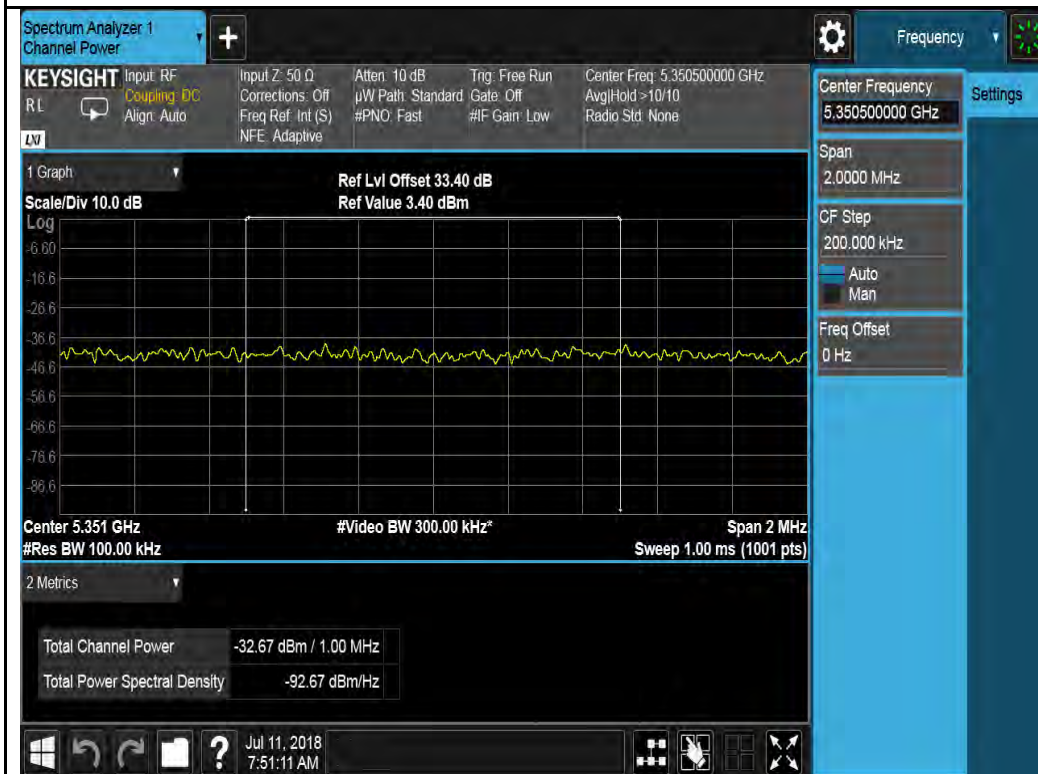 Spectrum Analyzer 1
Channel Power
Frequency
KEYSIGHT
R L
LXI
Input: RF
Coupling: DC
Align: Auto
Input Z: 50 Ω
Corrections: Off
Freq Ref: Int (S)
NFE: Adaptive
Atten: 10 dB
µW Path: Standard
#PNO: Fast
Trig: Free Run
Gate: Off
#IF Gain: Low
Center Freq: 5.350500000 GHz
Avg|Hold >10/10
Radio Std: None
Center Frequency
5.350500000 GHz
Settings
Span
2.0000 MHz
CF Step
200.000 kHz
Auto
Man
Freq Offset
0 Hz
1 Graph
Scale/Div 10.0 dB
Ref Lvl Offset 33.40 dB
Ref Value 3.40 dBm
Log
-6.60
-16.6
-26.6
-36.6
-46.6
-56.6
-66.6
-76.6
-86.6
Center 5.351 GHz
#Video BW 300.00 kHz*
Span 2 MHz
#Res BW 100.00 kHz
Sweep 1.00 ms (1001 pts)
2 Metrics
Total Channel Power -32.67 dBm / 1.00 MHz
Total Power Spectral Density -92.67 dBm/Hz
?
Jul 11, 2018
7:51:11 AM